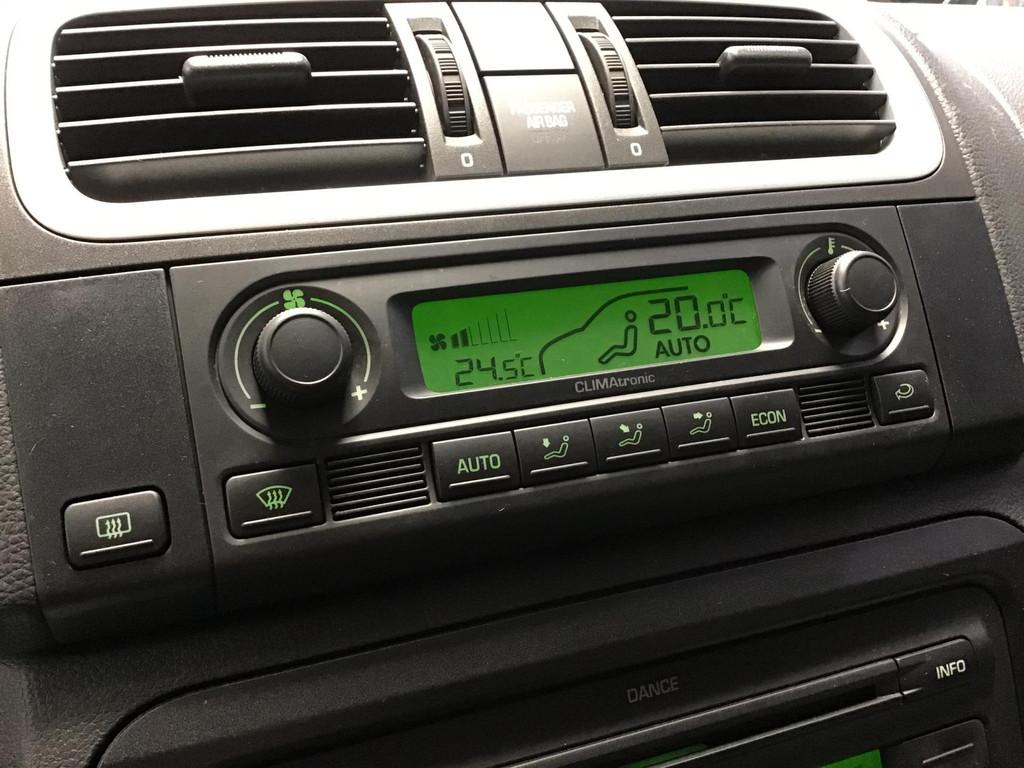 PASSENGER
AIR BAG
0
0
20.0°C
24.5°C
AUTO
CLIMAtronic
- +
- +
AUTO
ECON
DANCE
INFO